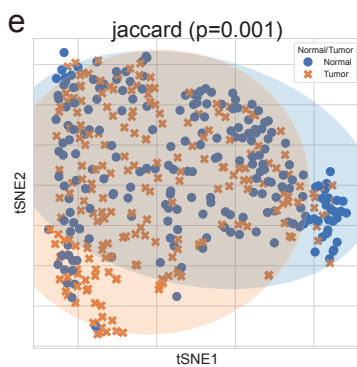 e
jaccard (p=0.001)
Normal/Tumor
Normal
Tumor
tSNE2
tSNE1